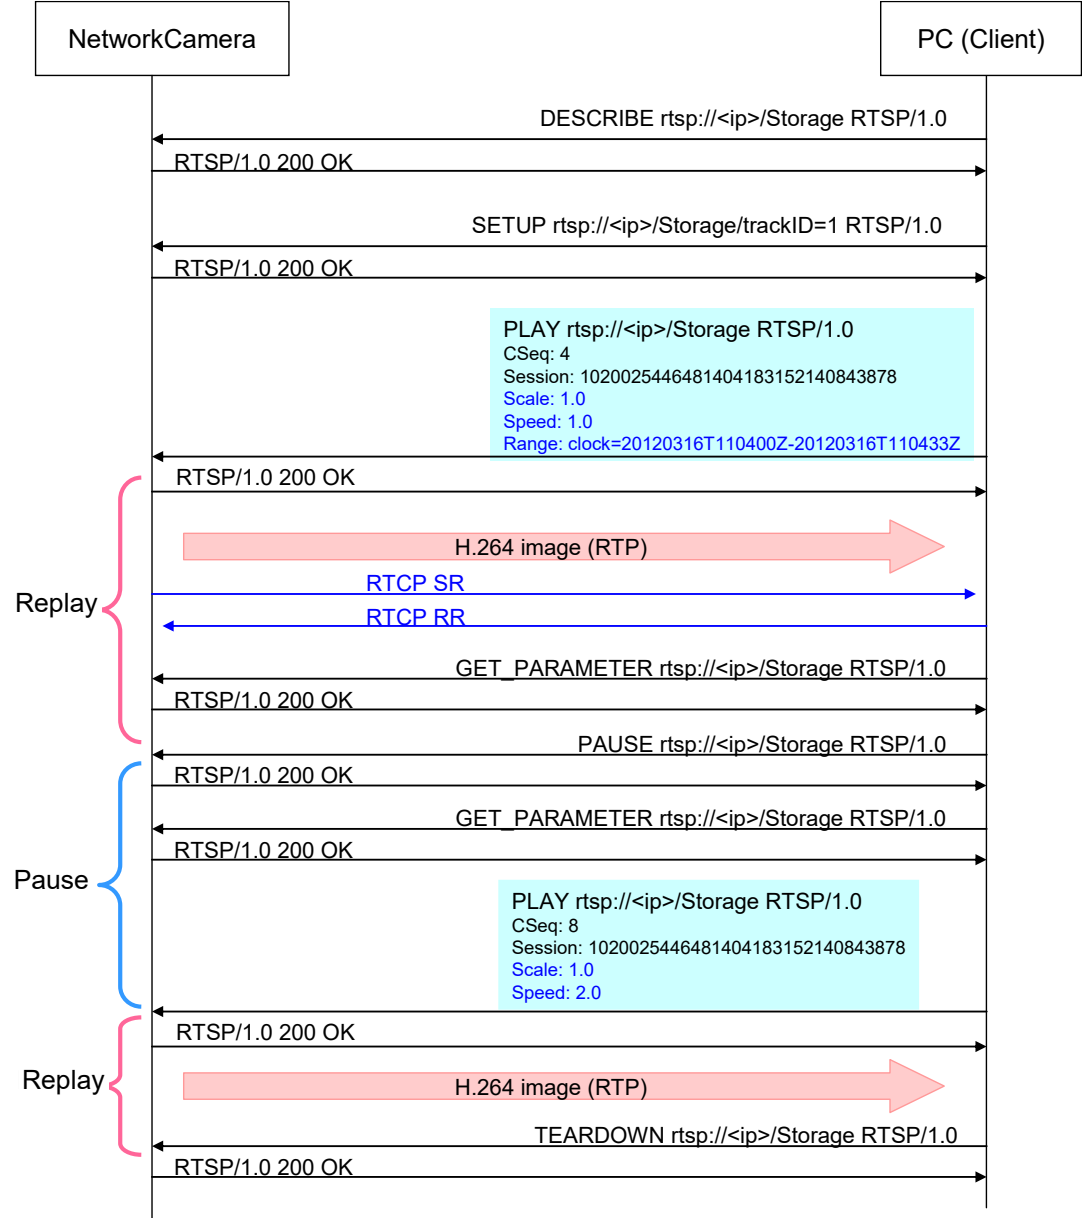 NetworkCamera
PC (Client)
DESCRIBE rtsp://<ip>/Storage RTSP/1.0
RTSP/1.0 200 OK
SETUP rtsp://<ip>/Storage/trackID=1 RTSP/1.0
RTSP/1.0 200 OK
PLAY rtsp://<ip>/Storage RTSP/1.0
CSeq: 4
Session: 1020025446481404183152140843878
Scale: 1.0
Speed: 1.0
Range: clock=20120316T110400Z-20120316T110433Z
RTSP/1.0 200 OK
H.264 image (RTP)
RTCP SR
Replay
RTCP RR
GET_PARAMETER rtsp://<ip>/Storage RTSP/1.0
RTSP/1.0 200 OK
PAUSE rtsp://<ip>/Storage RTSP/1.0
RTSP/1.0 200 OK
GET_PARAMETER rtsp://<ip>/Storage RTSP/1.0
RTSP/1.0 200 OK
Pause
PLAY rtsp://<ip>/Storage RTSP/1.0
CSeq: 8
Session: 1020025446481404183152140843878
Scale: 1.0
Speed: 2.0
RTSP/1.0 200 OK
Replay
H.264 image (RTP)
TEARDOWN rtsp://<ip>/Storage RTSP/1.0
RTSP/1.0 200 OK